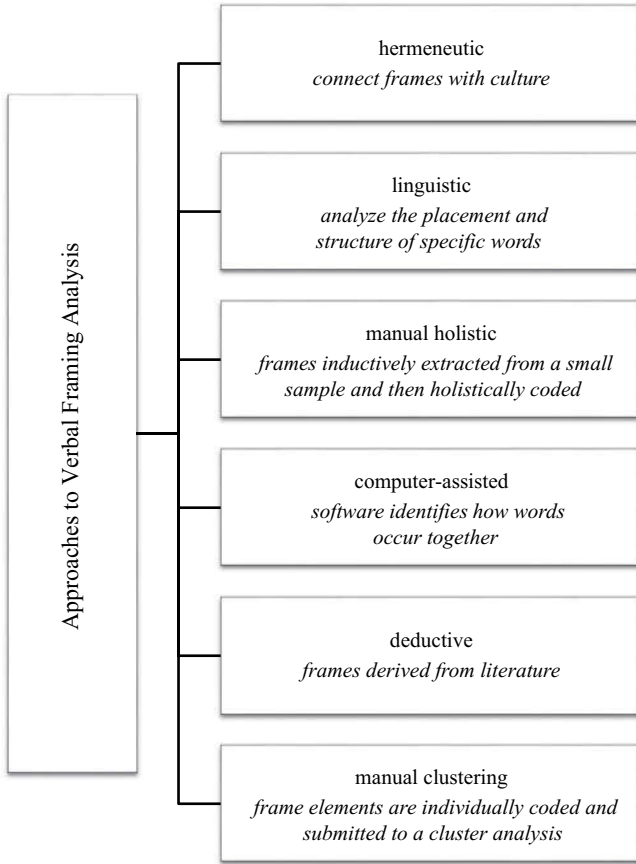 Approaches to Verbal Framing Analysis
hermeneutic
connect frames with culture
linguistic
analyze the placement and
structure of specific words
manual holistic
frames inductively extracted from a small
sample and then holistically coded
computer-assisted
software identifies how words
occur together
deductive
frames derived from literature
manual clustering
frame elements are individually coded and
submitted to a cluster analysis